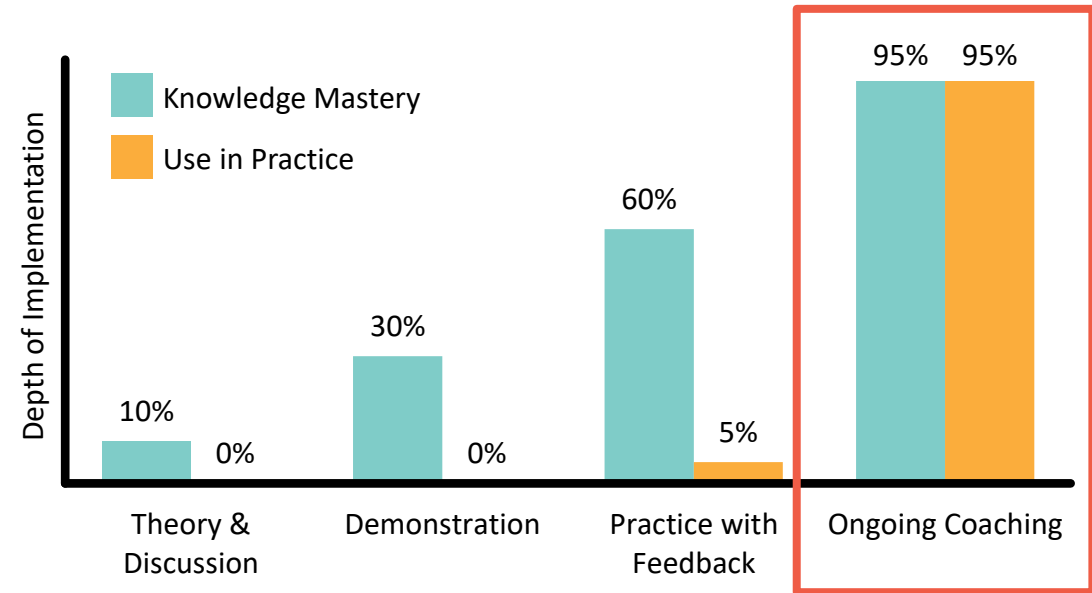 95% 95%
Knowledge Mastery
Use in Practice
60%
30%
10%
0%
0%
5%
Depth of Implementation
Theory &
Discussion
Demonstration
Practice with
Feedback
Ongoing Coaching